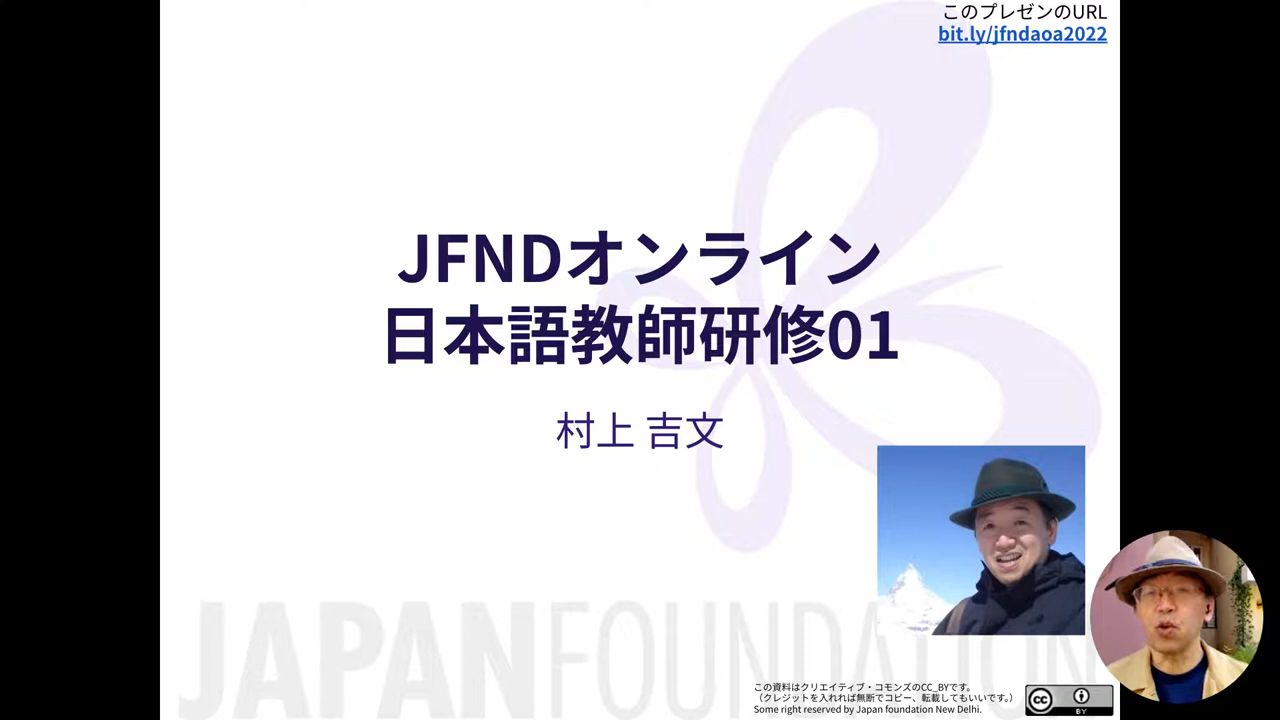 このプレゼンのURL
bit.ly/jfndaoa2022
JFNDオンライン
日本語教師研修01
村上 吉文
JAPANFOUNDATION
この資料はクリエイティブ・コモンズのCC_BYです。
（クレジットを入れれば無断でコピー、転載してもいいです。）
Some right reserved by Japan foundation New Delhi.
cc
BY